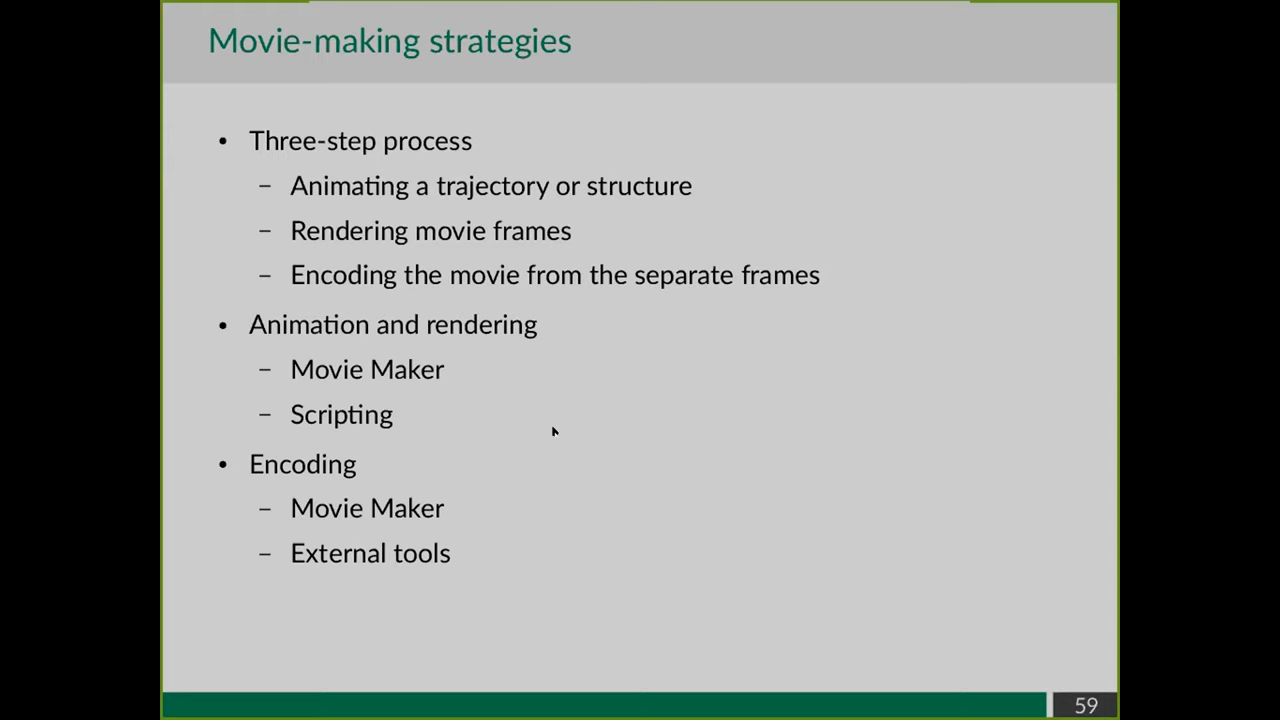 Movie-making strategies
• Three-step process
– Animating a trajectory or structure
– Rendering movie frames
– Encoding the movie from the separate frames
• Animation and rendering
– Movie Maker
– Scripting
• Encoding
– Movie Maker
– External tools
59